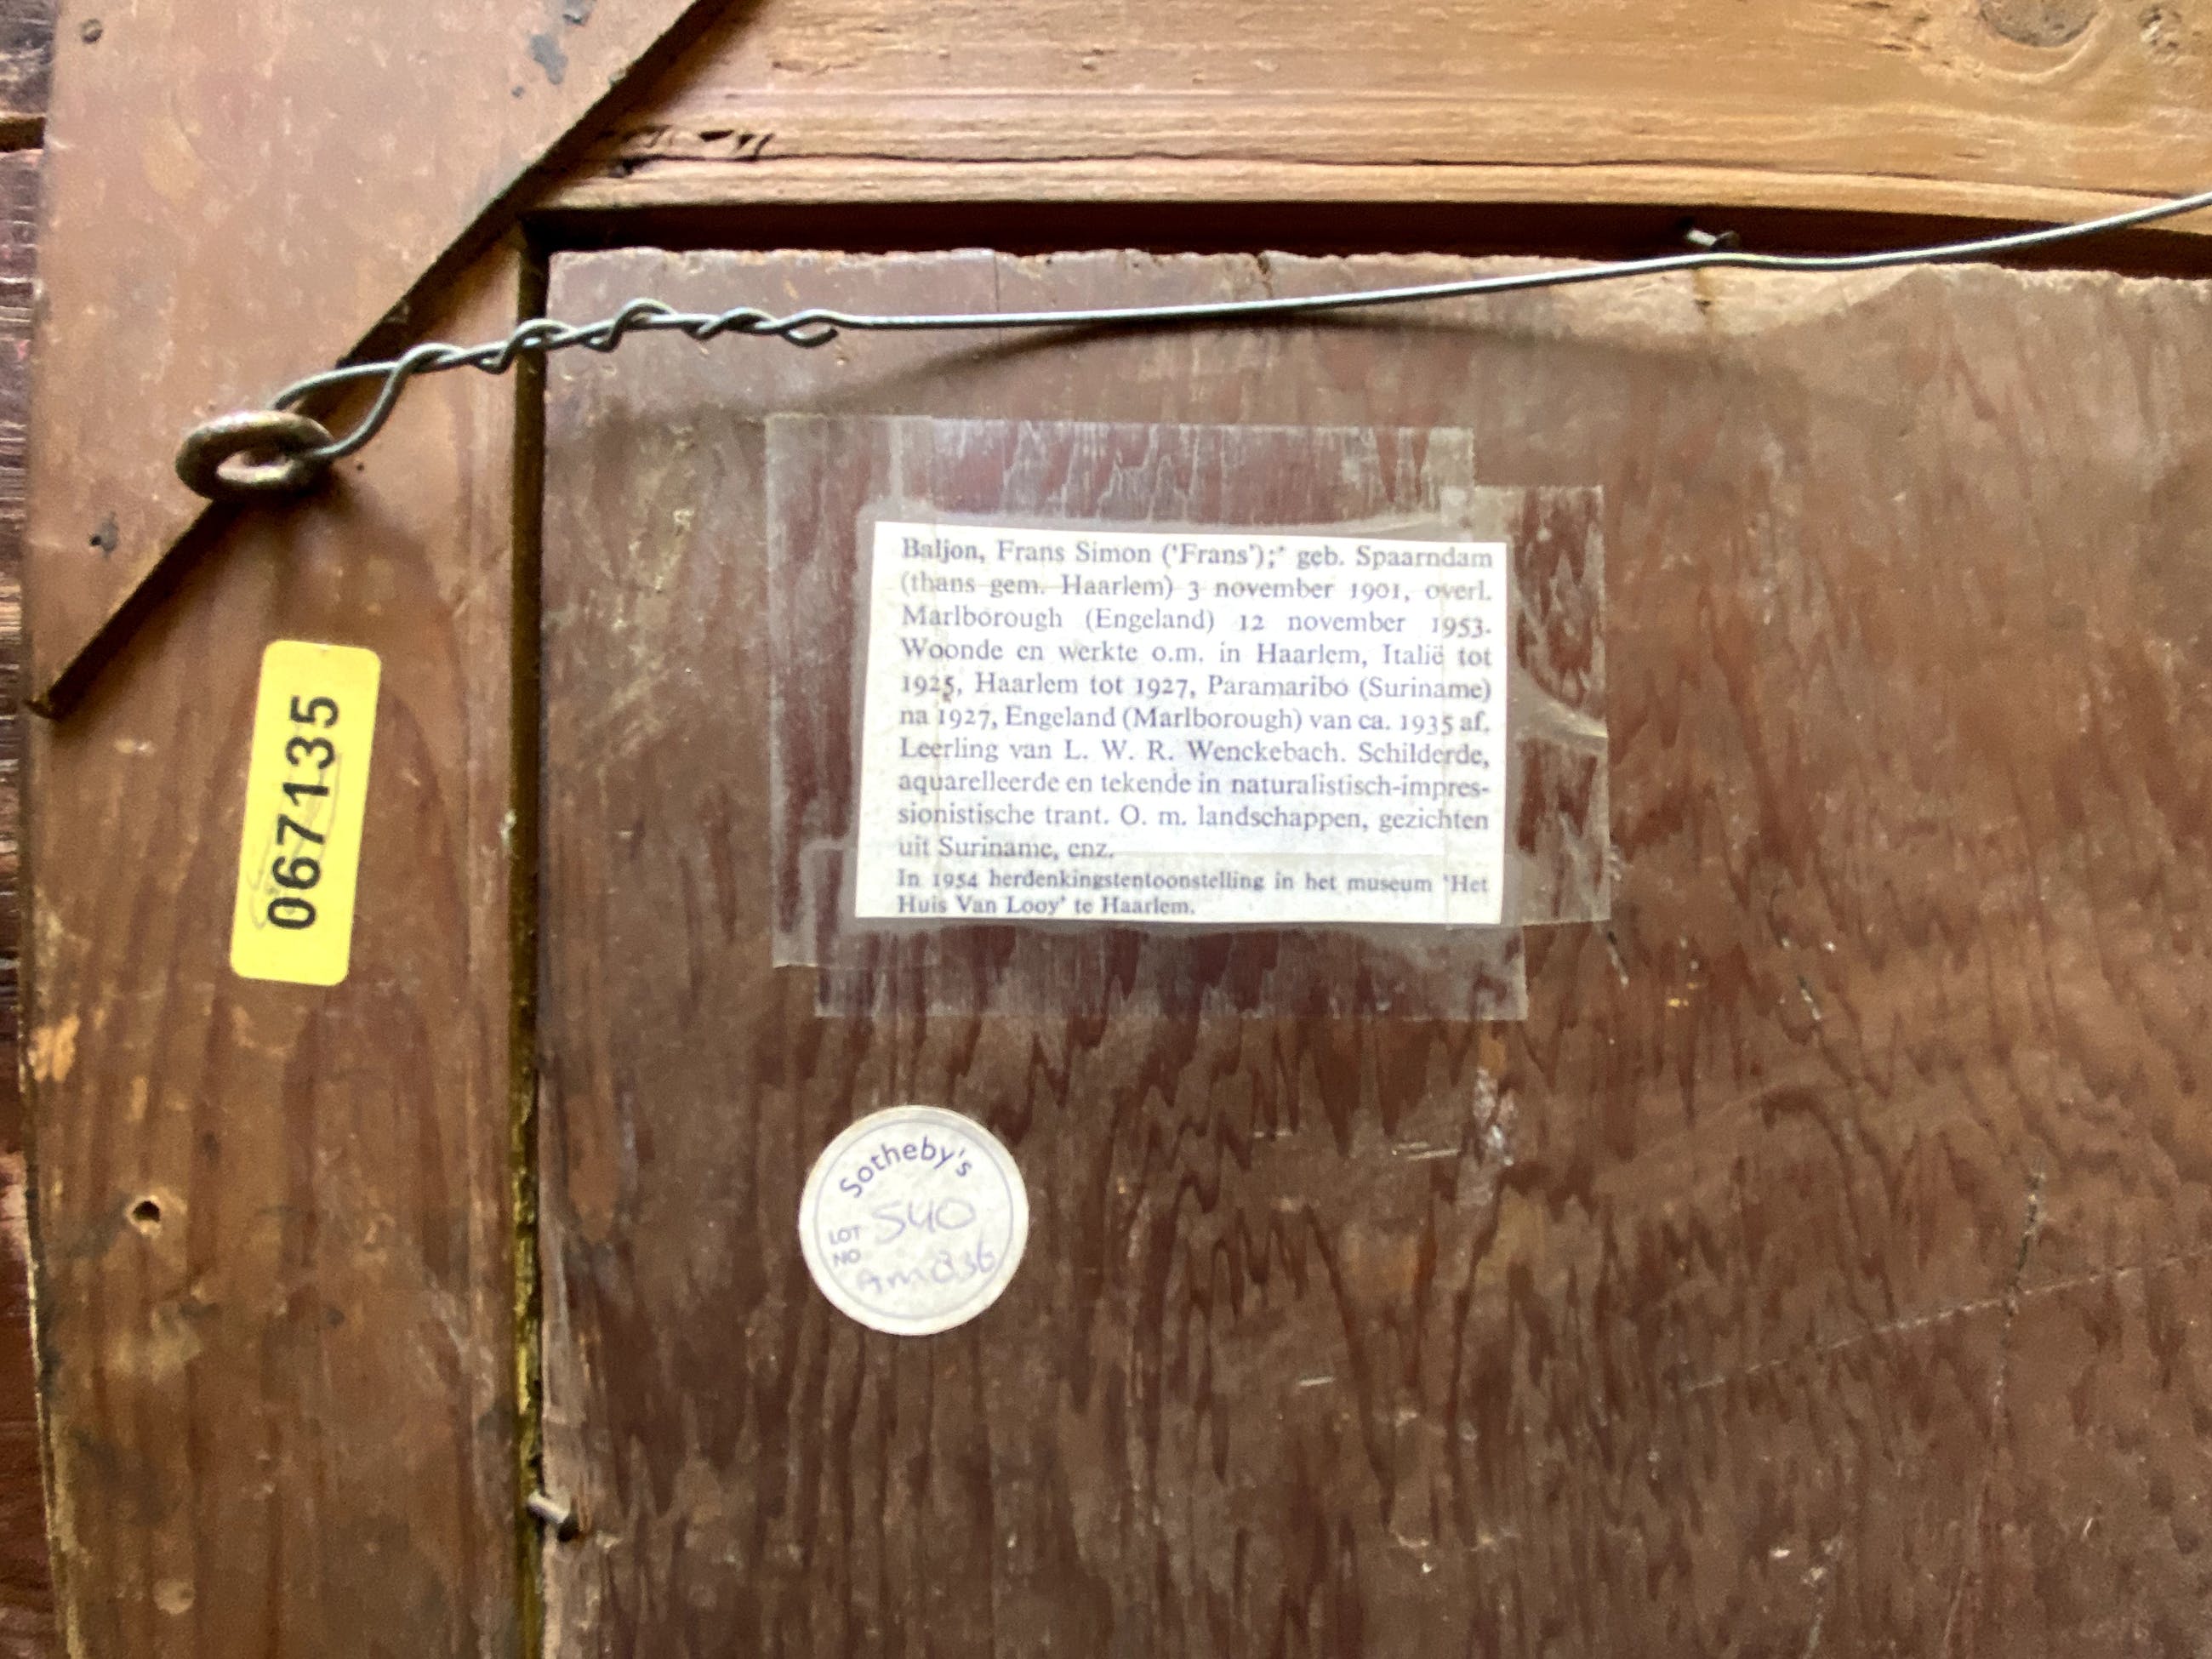 Baljon, Frans Simon ('Frans');' geb. Spaarndam
(thans gem. Haarlem) 3 november 1901, overl.
Marlborough (Engeland) 12 november 1953.
Woonde en werkte o.m. in Haarlem, Italië tot
1925, Haarlem tot 1927, Paramaribo (Suriname)
na 1927, Engeland (Marlborough) van ca. 1935 af.
Leerling van L. W. R. Wenckebach. Schilderde,
aquarelleerde en tekende in naturalistisch-impres-
sionistische trant. O. m. landschappen, gezichten
uit Suriname, enz.
In 1954 herdenkingstentoonstelling in het museum 'Het
Huis Van Looy' te Haarlem.
067135
Sotheby's
LOT NO 540